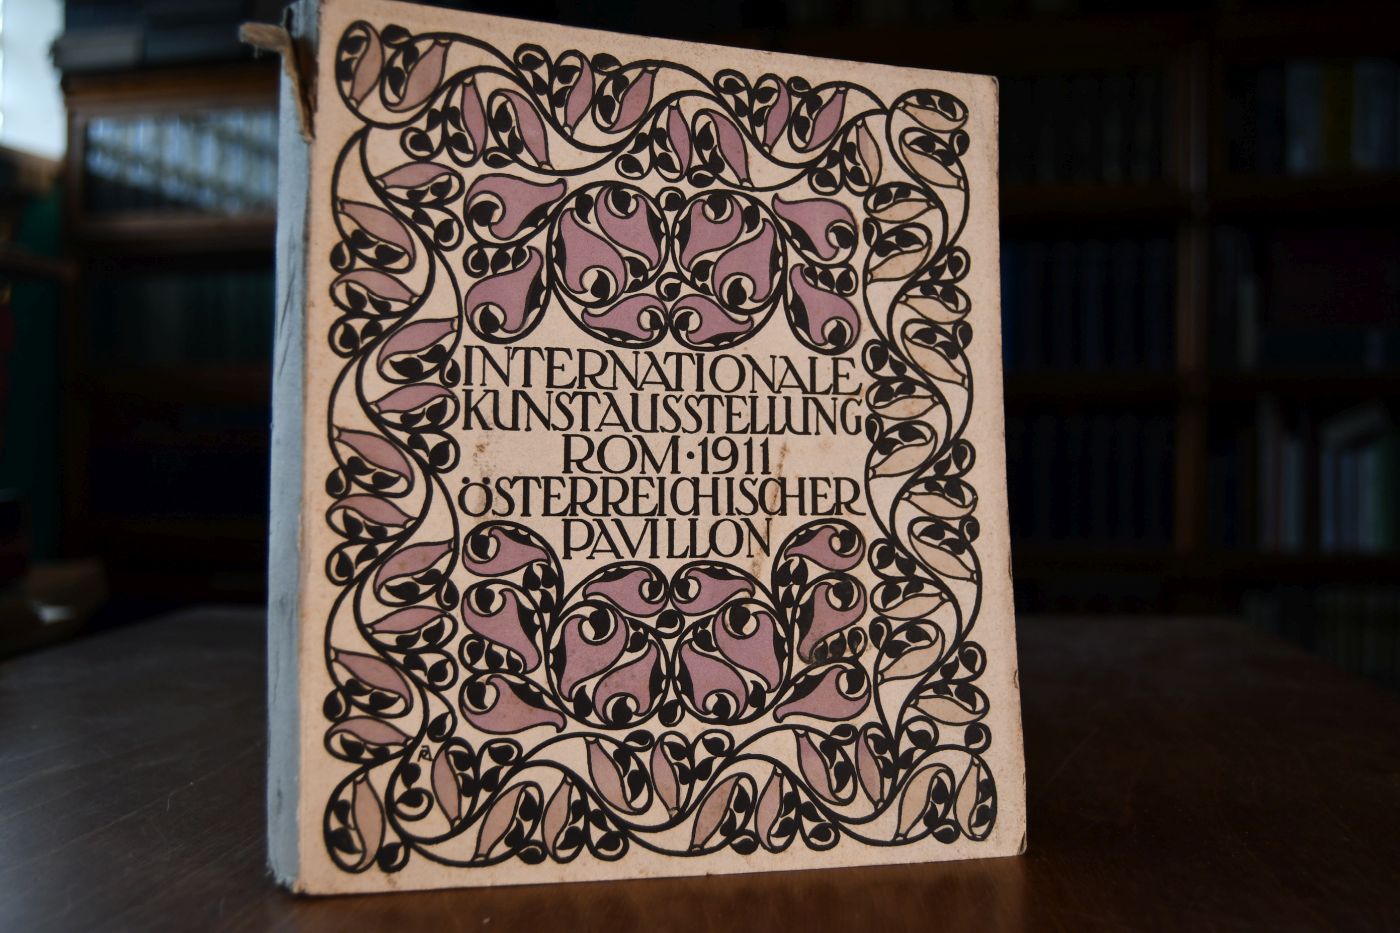 INTERNATIONALE
KUNSTAUSSTELLUNG
ROM·1911
ÖSTERREICHISCHER
PAVILLON